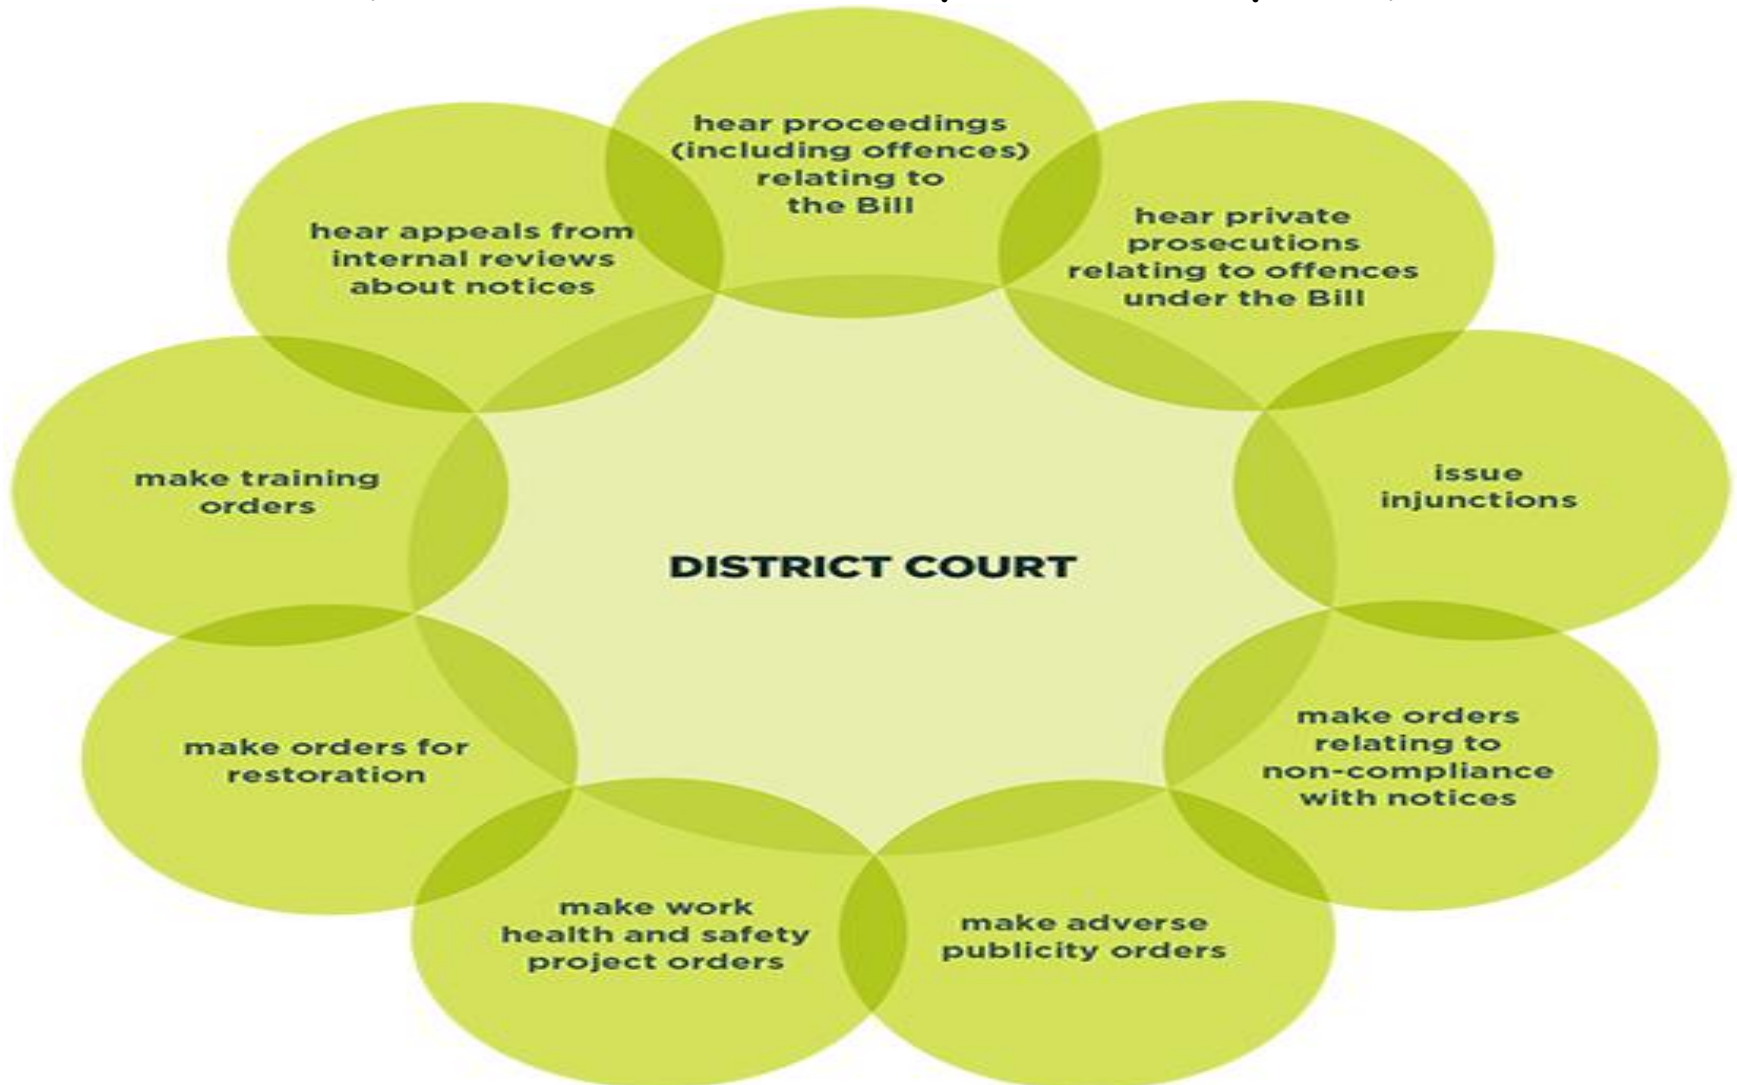 hear proceedings
(including offences)
relating to
the Bill
hear private
prosecutions
relating to offences
under the Bill
issue
injunctions
make orders
relating to
non-compliance
with notices
make adverse
publicity orders
make work
health and safety
project orders
make orders for
restoration
make training
orders
hear appeals from
internal reviews
about notices
DISTRICT COURT